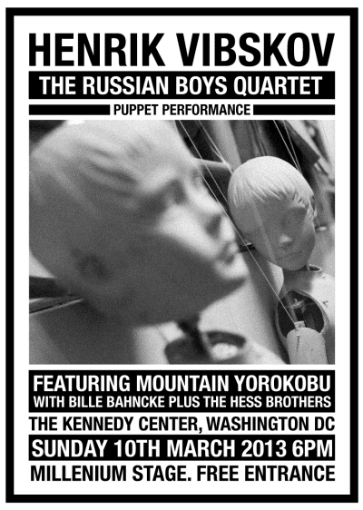 HENRIK VIBSKOV
THE RUSSIAN BOYS QUARTET
PUPPET PERFORMANCE
FEATURING MOUNTAIN YOROKOBU
WITH BILLE BAHNCKE PLUS THE HESS BROTHERS
THE KENNEDY CENTER, WASHINGTON DC
SUNDAY 10TH MARCH 2013 6PM
MILLENIUM STAGE. FREE ENTRANCE